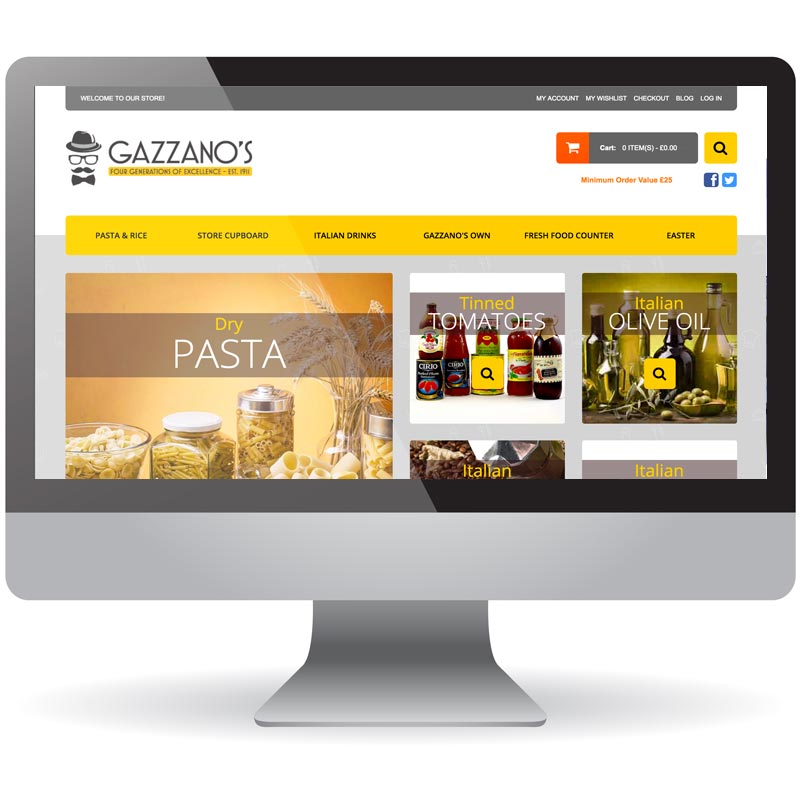 WELCOME TO OUR STORE!
MY ACCOUNT MY WISHLIST CHECKOUT BLOG LOG IN
GAZZANO'S
FOUR GENERATIONS OF EXCELLENCE - EST. 1911
Cart: 0 ITEM(S) - £0.00
Minimum Order Value £25
PASTA & RICE STORE CUPBOARD ITALIAN DRINKS GAZZANO'S OWN FRESH FOOD COUNTER EASTER
Dry
PASTA
Tinned
TOMATOES
CIRIO
CIRIO
Italian
OLIVE OIL
Italian
Italian